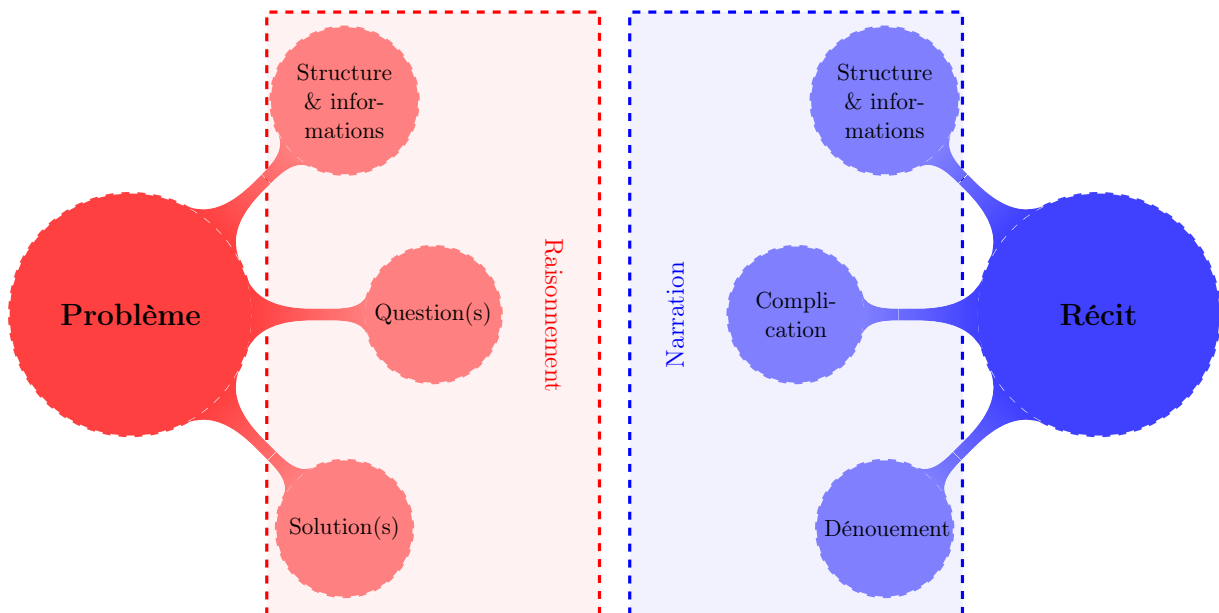 Structure
& infor-
mations
Problème
Question(s)
Solution(s)
Raisonnement
Narration
Structure
& infor-
mations
Compli-
cation
Dénouement
Récit